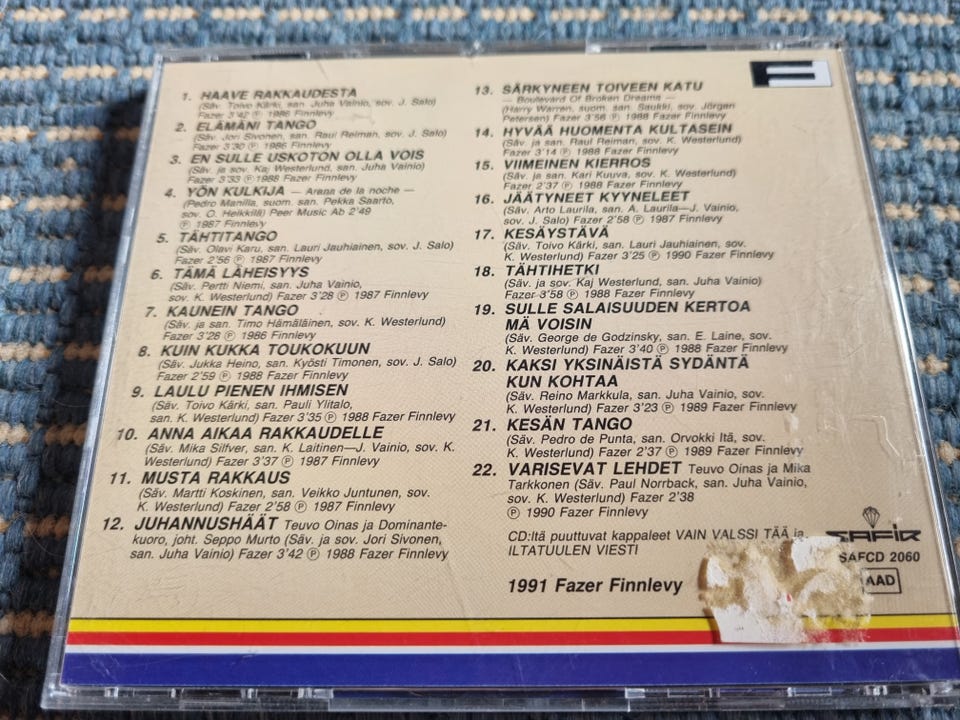 1. HAAVE RAKKAUDESTA
(Säv. Toivo Kärki, san. Juha Vainio, sov. J. Salo)
Fazer 3'42 Ⓟ 1986 Finnlevy
2. ELÄMÄNI TANGO
(Säv. Jori Sivonen, san. Raul Reiman, sov. J. Salo)
Fazer 3'30 Ⓟ 1986 Finnlevy
3. EN SULLE USKOTON OLLA VOIS
(Säv. ja sov. Kaj Westerlund, san. Juha Vainio)
Fazer 3'33 Ⓟ 1988 Fazer Finnlevy
4. YÖN KULKIJA — Arena de la noche —
(Pedro Manilla, suom. san. Pekka Saarto,
sov. O. Heikkilä) Peer Music Ab 2'49
Ⓟ 1987 Finnlevy
5. TÄHTITANGO
(Säv. Olavi Karu, san. Lauri Jauhiainen, sov. J. Salo)
Fazer 2'56 Ⓟ 1987 Finnlevy
6. TÄMÄ LÄHEISYYS
(Säv. Pertti Niemi, san. Juha Vainio,
sov. K. Westerlund) Fazer 3'28 Ⓟ 1987 Finnlevy
7. KAUNEIN TANGO
(Säv. ja san. Timo Hämäläinen, sov. K. Westerlund)
Fazer 3'28 Ⓟ 1986 Finnlevy
8. KUIN KUKKA TOUKOKUUN
(Säv. Jukka Heino, san. Kyösti Timonen, sov. J. Salo)
Fazer 2'59 Ⓟ 1988 Fazer Finnlevy
9. LAULU PIENEN IHMISEN
(Säv. Toivo Kärki, san. Pauli Ylitalo,
san. K. Westerlund) Fazer 3'35 Ⓟ 1988 Fazer Finnlevy
10. ANNA AIKAA RAKKAUDELLE
(Säv. Mika Silfver, san. K. Laitinen—J. Vainio, sov. K.
Westerlund) Fazer 3'37 Ⓟ 1987 Finnlevy
11. MUSTA RAKKAUS
(Säv. Martti Koskinen, san. Veikko Juntunen, sov.
K. Westerlund) Fazer 2'58 Ⓟ 1987 Finnlevy
12. JUHANNUSHÄÄT Teuvo Oinas ja Dominante-
kuoro, joht. Seppo Murto (Säv. ja sov. Jori Sivonen,
san. Juha Vainio) Fazer 3'42 Ⓟ 1988 Fazer Finnlevy
13. SÄRKYNEEN TOIVEEN KATU
— Boulevard Of Broken Dreams —
(Harry Warren, suom. san. Saukki, sov. Jörgen
Petersen) Fazer 3'56 Ⓟ 1988 Fazer Finnlevy
14. HYVÄÄ HUOMENTA KULTASEIN
(Säv. ja san. Raul Reiman, sov. K. Westerlund)
Fazer 3'14 Ⓟ 1988 Fazer Finnlevy
15. VIIMEINEN KIERROS
(Säv. ja san. Kari Kuuva, sov. K. Westerlund)
Fazer 2'37 Ⓟ 1988 Fazer Finnlevy
16. JÄÄTYNEET KYYNELEET
(Säv. Arto Laurila, san. A. Laurila—J. Vainio,
sov. J. Salo) Fazer 2'58 Ⓟ 1987 Finnlevy
17. KESÄYSTÄVÄ
(Säv. Toivo Kärki, san. Lauri Jauhiainen, sov.
K. Westerlund) Fazer 3'25 Ⓟ 1990 Fazer Finnlevy
18. TÄHTIHETKI
(Säv. ja sov. Kaj Westerlund, san. Juha Vainio)
Fazer 3'58 Ⓟ 1988 Fazer Finnlevy
19. SULLE SALAISUUDEN KERTOA
MÄ VOISIN
(Säv. George de Godzinsky, san. E. Laine, sov.
K. Westerlund) Fazer 3'40 Ⓟ 1988 Fazer Finnlevy
20. KAKSI YKSINÄISTÄ SYDÄNTÄ
KUN KOHTAA
(Säv. Reino Markkula, san. Juha Vainio, sov.
K. Westerlund) Fazer 3'23 Ⓟ 1989 Fazer Finnlevy
21. KESÄN TANGO
(Säv. Pedro de Punta, san. Orvokki Itä, sov.
K. Westerlund) Fazer 2'37 Ⓟ 1989 Fazer Finnlevy
22. VARISEVAT LEHDET Teuvo Oinas ja Mika
Tarkkonen (Säv. Paul Norrback, san. Juha Vainio,
sov. K. Westerlund) Fazer 2'38
Ⓟ 1990 Fazer Finnlevy
CD:ltä puuttuvat kappaleet VAIN VALSSI TÄÄ ja
ILTATUULEN VIESTI
SAFIR
SAFCD 2060
AAD
1991 Fazer Finnlevy